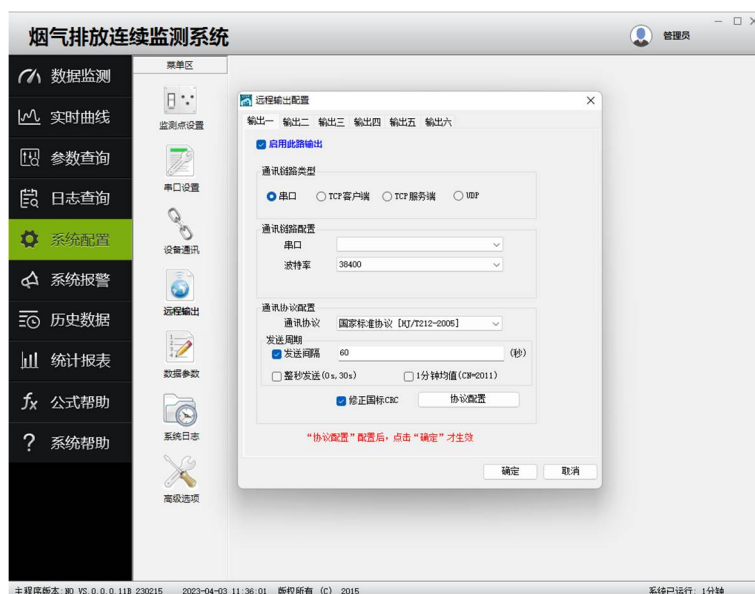 烟气排放连续监测系统
管理员
数据监测
实时曲线
参数查询
日志查询
系统配置
系统报警
历史数据
统计报表
公式帮助
系统帮助
菜单区
监测点设置
串口设置
设备通讯
远程输出
数据参数
系统日志
高级选项
远程输出配置
输出一 输出二 输出三 输出四 输出五 输出六
启用此路输出
通讯链路类型
串口 TCP客户端 TCP服务端 UDP
通讯链路配置
串口
波特率 38400
通讯协议配置
通讯协议 国家标准协议 [HJ/T212-2005]
发送周期
发送间隔 60 (秒)
整秒发送(0s,30s) 1分钟均值(CN=2011)
修正国标CRC 协议配置
“协议配置”配置后，点击“确定”才生效
确定 取消
主程序版本:NO_VS.0.0.0.11B_230215 2023-04-03 11:36:01 版权所有 (C) 2015 系统已运行: 1分钟